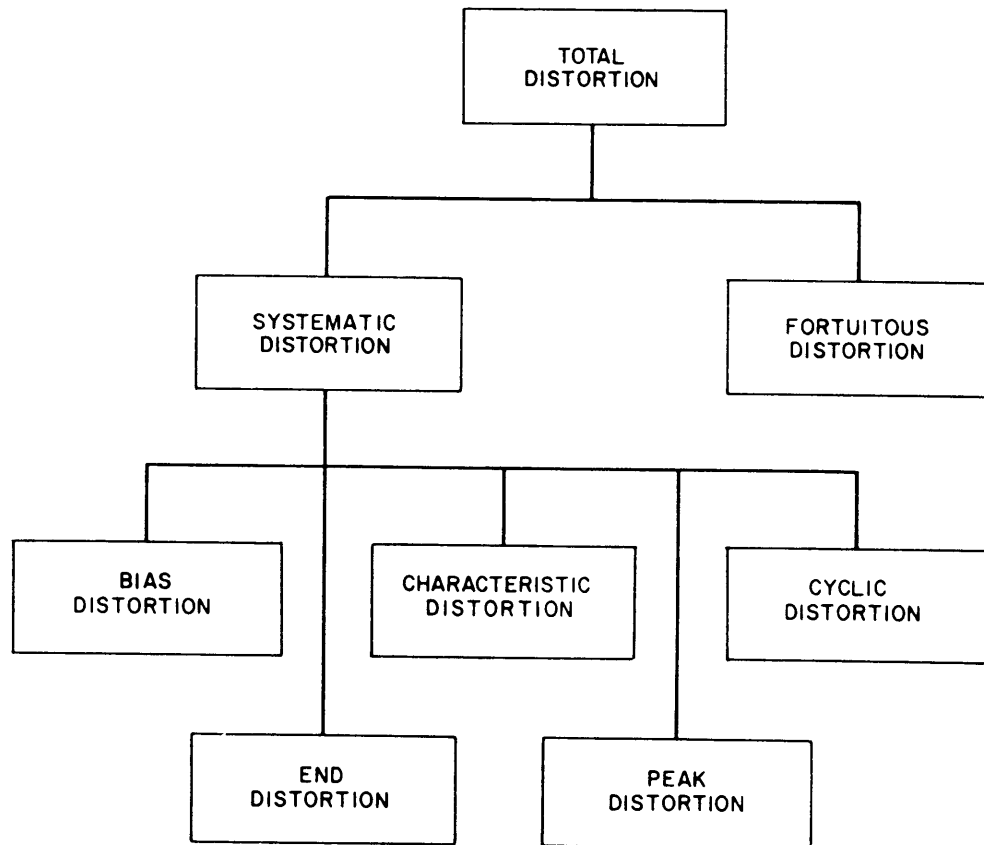 TOTAL
DISTORTION
SYSTEMATIC
DISTORTION
FORTUITOUS
DISTORTION
BIAS
DISTORTION
CHARACTERISTIC
DISTORTION
CYCLIC
DISTORTION
END
DISTORTION
PEAK
DISTORTION